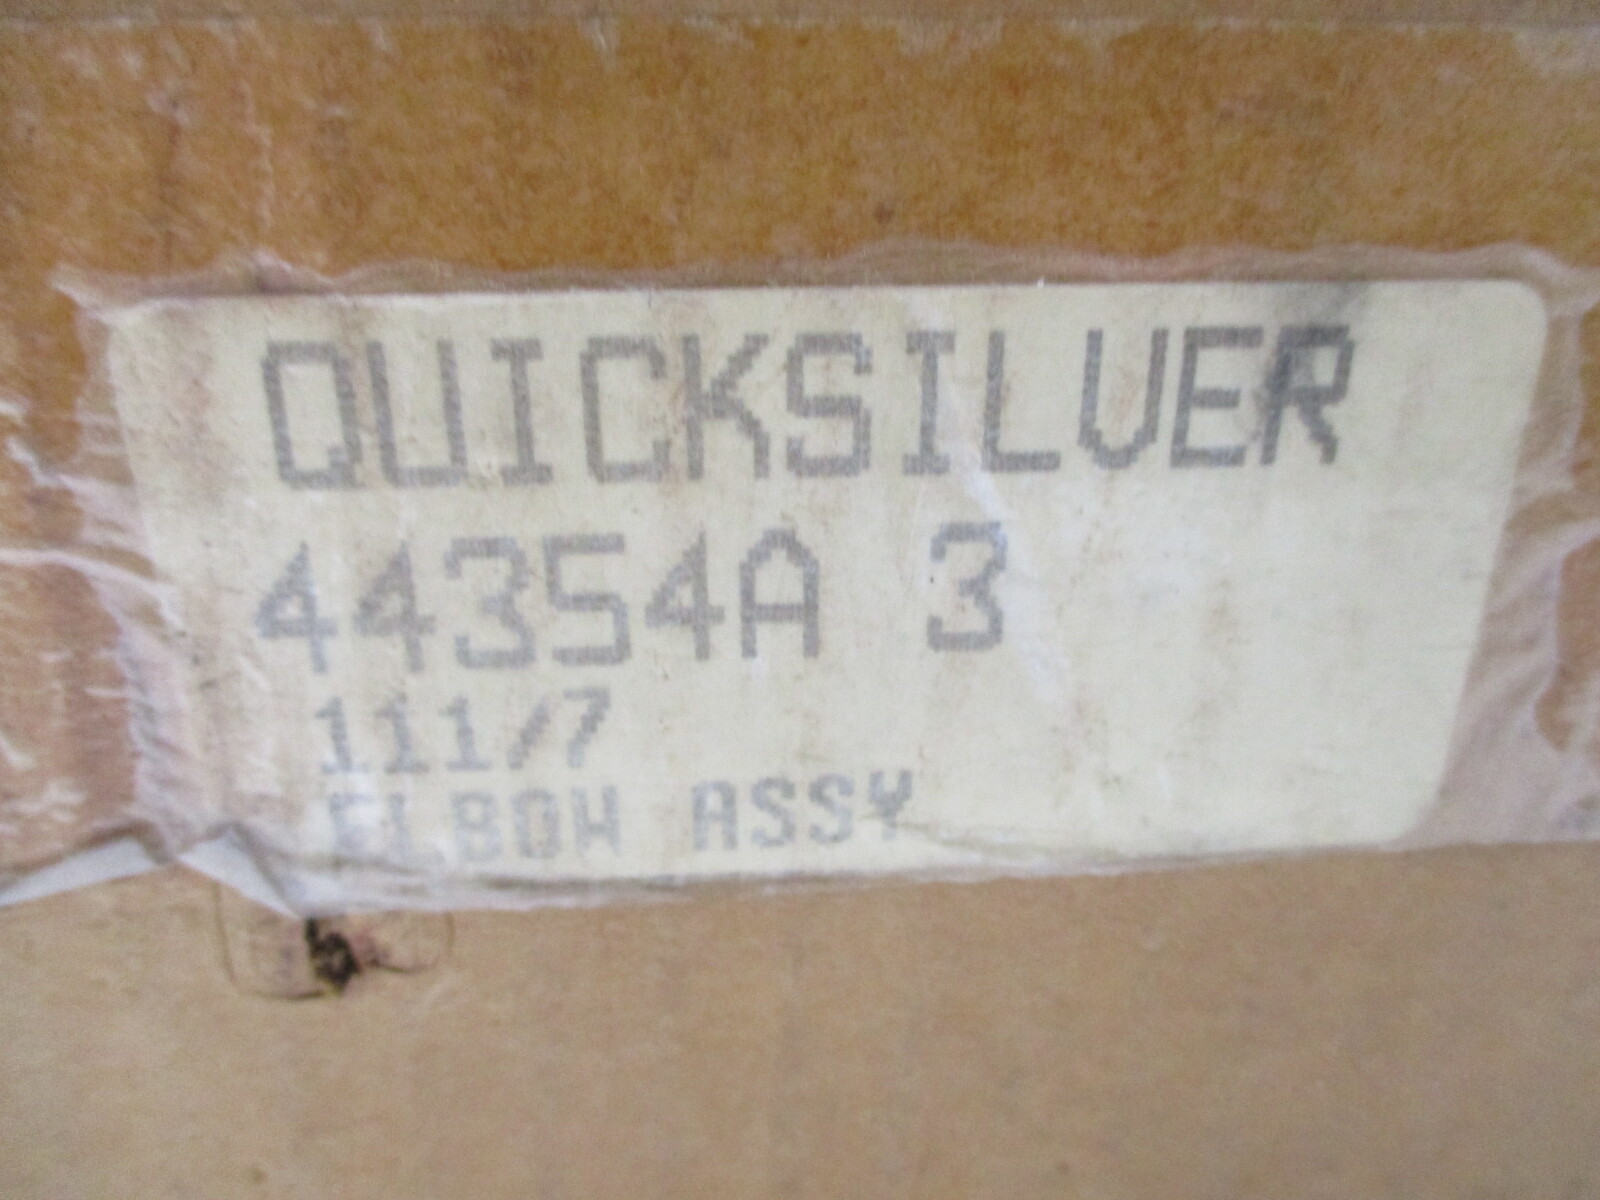 QUICKSILVER
44354A 3
111/7
ELBOW ASSY